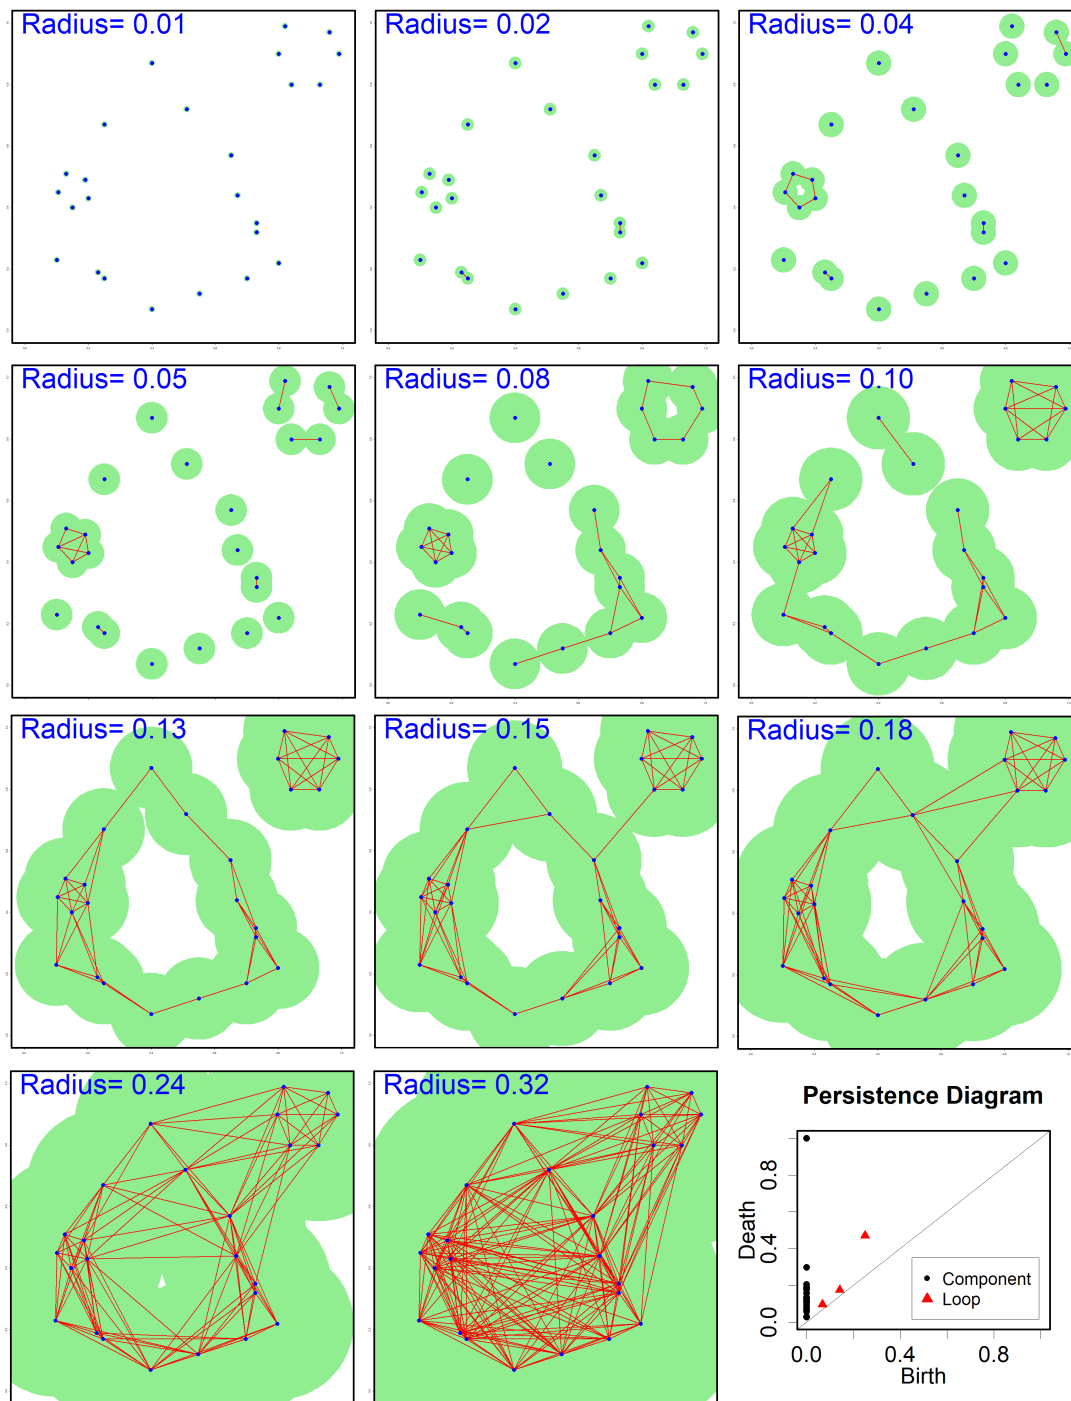 Radius= 0.01
Radius= 0.02
Radius= 0.04
Radius= 0.05
Radius= 0.08
Radius= 0.10
Radius= 0.13
Radius= 0.15
Radius= 0.18
Radius= 0.24
Radius= 0.32
Persistence Diagram
Death
0.8
0.4
0.0
Component
Loop
0.0 0.4 0.8
Birth